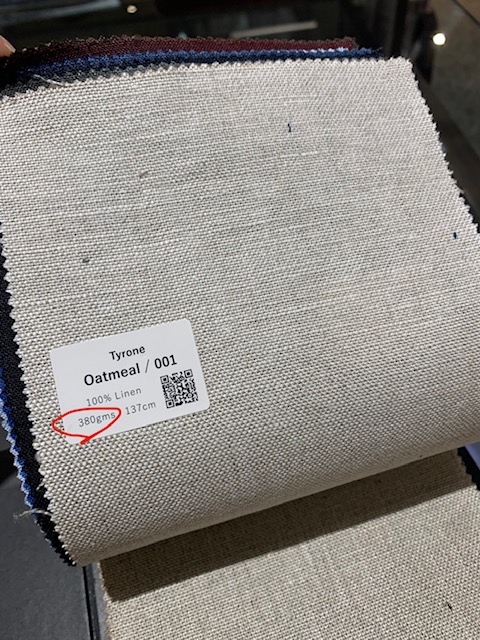 Tyrone
Oatmeal / 001
100% Linen
380gms 137cm